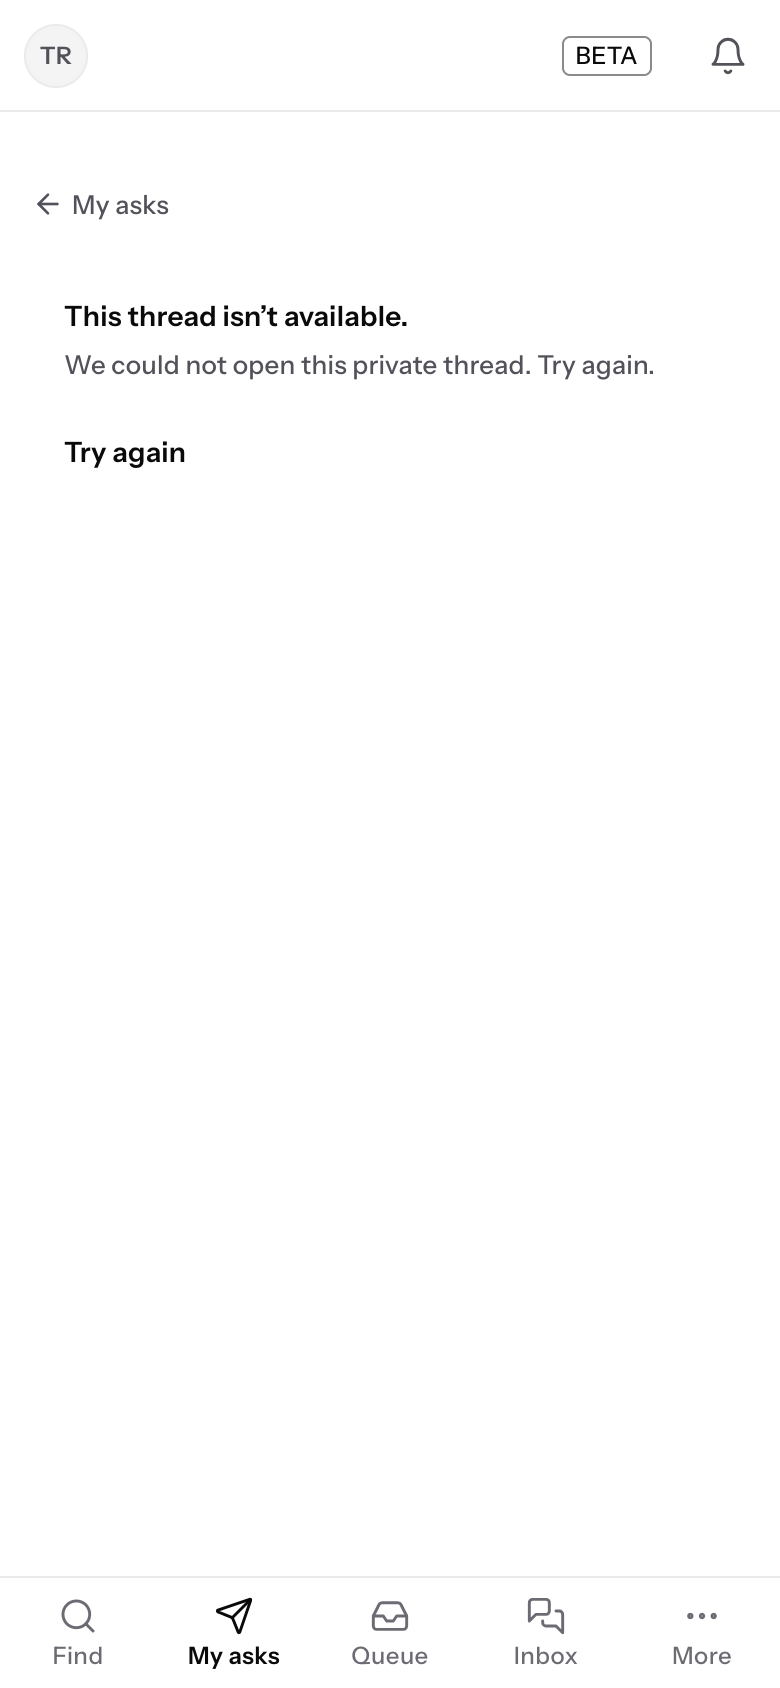 TR
BETA
My asks
This thread isn’t available.
We could not open this private thread. Try again.
Try again
Find
My asks
Queue
Inbox
More